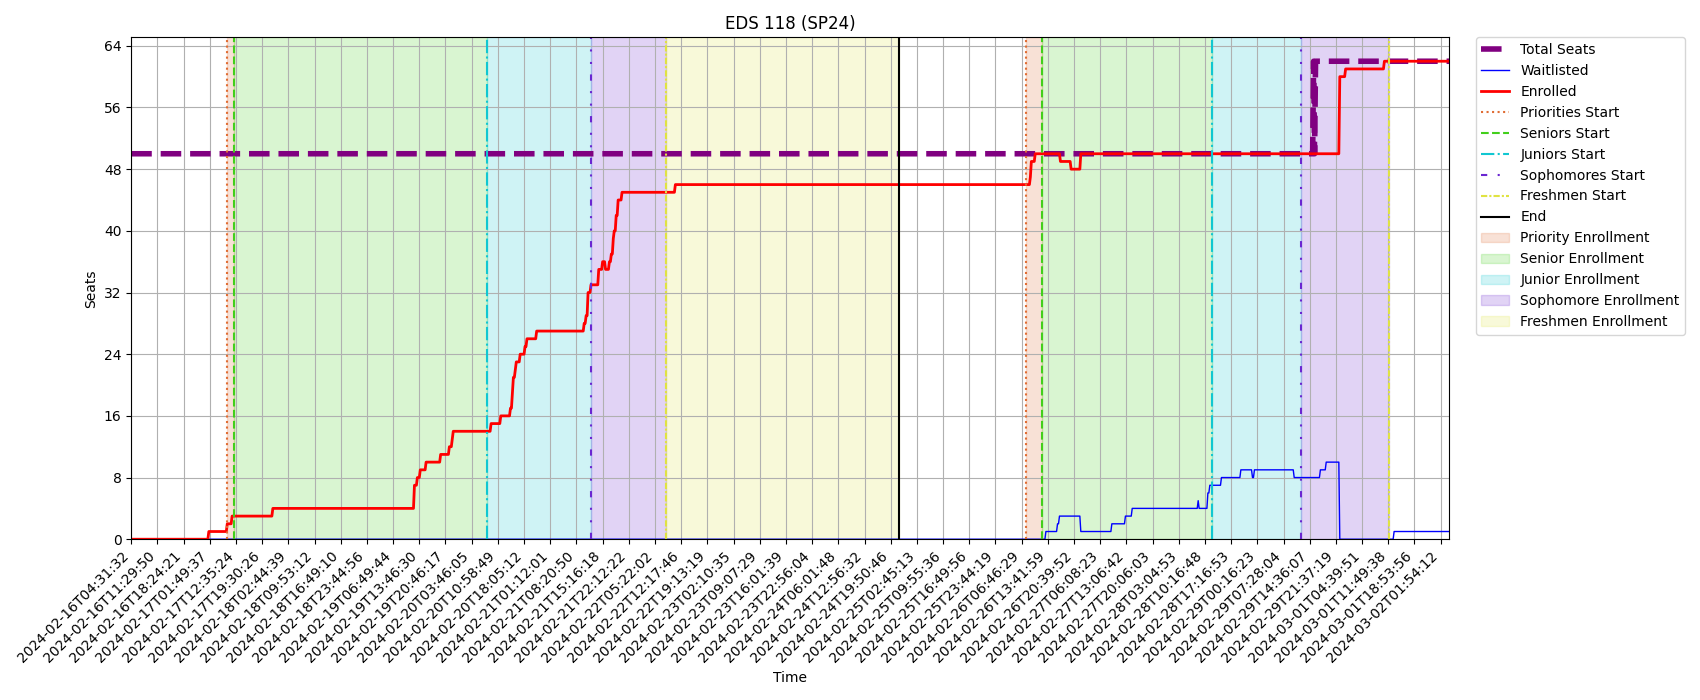 EDS 118 (SP24)
Seats
64
56
48
40
32
24
16
8
0
2024-02-16T04:31:32
2024-02-16T11:29:50
2024-02-16T18:24:21
2024-02-17T01:49:37
2024-02-17T12:35:24
2024-02-17T19:30:26
2024-02-18T02:44:39
2024-02-18T09:53:12
2024-02-18T16:49:10
2024-02-18T23:44:56
2024-02-19T06:49:44
2024-02-19T13:46:30
2024-02-19T20:46:17
2024-02-20T03:46:05
2024-02-20T10:58:49
2024-02-20T18:05:12
2024-02-21T01:12:01
2024-02-21T08:20:50
2024-02-21T15:16:18
2024-02-21T22:12:22
2024-02-22T05:22:02
2024-02-22T12:17:46
2024-02-22T19:13:19
2024-02-23T02:10:35
2024-02-23T09:07:29
2024-02-23T16:01:39
2024-02-23T22:56:04
2024-02-24T06:01:48
2024-02-24T12:56:32
2024-02-24T19:50:46
2024-02-25T02:45:13
2024-02-25T09:55:36
2024-02-25T16:49:56
2024-02-25T23:44:19
2024-02-26T06:46:29
2024-02-26T13:41:59
2024-02-26T20:39:52
2024-02-27T06:08:23
2024-02-27T13:06:42
2024-02-27T20:06:03
2024-02-28T03:04:53
2024-02-28T10:16:48
2024-02-28T17:16:53
2024-02-29T00:16:23
2024-02-29T07:28:04
2024-02-29T14:36:07
2024-02-29T21:37:19
2024-03-01T04:39:51
2024-03-01T11:49:38
2024-03-01T18:53:56
2024-03-02T01:54:12
Time
Total Seats
Waitlisted
Enrolled
Priorities Start
Seniors Start
Juniors Start
Sophomores Start
Freshmen Start
End
Priority Enrollment
Senior Enrollment
Junior Enrollment
Sophomore Enrollment
Freshmen Enrollment